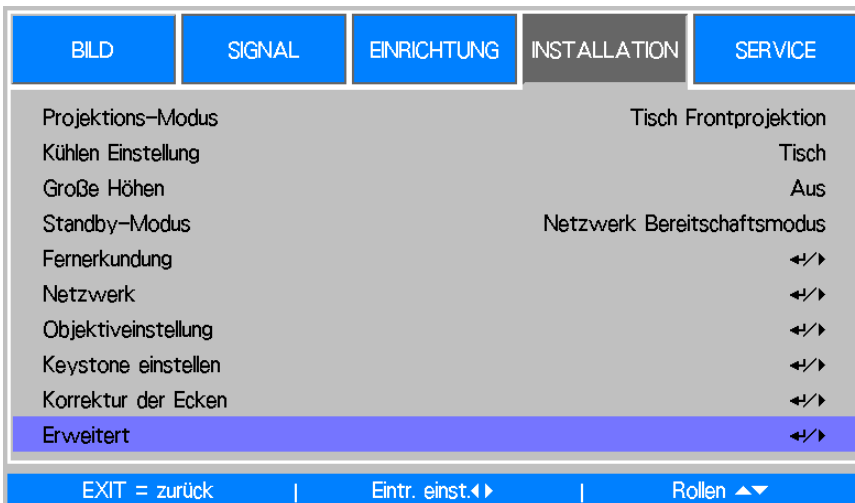 BILD SIGNAL EINRICHTUNG INSTALLATION SERVICE
Projektions-Modus Tisch Frontprojektion
Kühlen Einstellung Tisch
Große Höhen Aus
Standby-Modus Netzwerk Bereitschaftsmodus
Fernerkundung ↵/▶
Netzwerk ↵/▶
Objektiveinstellung ↵/▶
Keystone einstellen ↵/▶
Korrektur der Ecken ↵/▶
Erweitert ↵/▶
EXIT = zurück | Eintr. einst.◀▶ | Rollen ▲▼